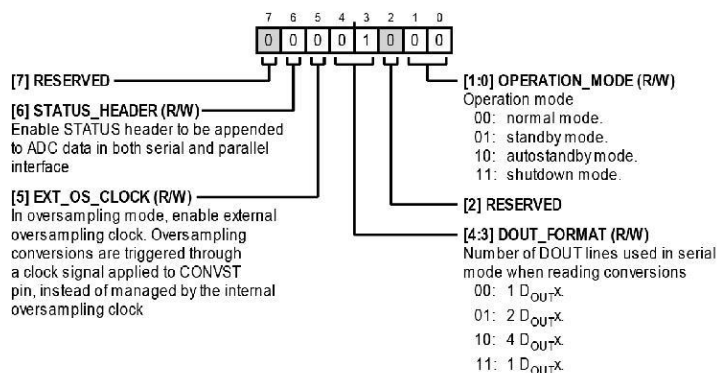 7 6 5 4 3 2 1 0
0 0 0 0 1 0 0 0
[7] RESERVED
[6] STATUS_HEADER (R/W)
Enable STATUS header to be appended
to ADC data in both serial and parallel
interface
[5] EXT_OS_CLOCK (R/W)
In oversampling mode, enable external
oversampling clock. Oversampling
conversions are triggered through
a clock signal applied to CONVST
pin, instead of managed by the internal
oversampling clock
[1:0] OPERATION_MODE (R/W)
Operation mode
00: normal mode.
01: standby mode.
10: autostandby mode.
11: shutdown mode.
[2] RESERVED
[4:3] DOUT_FORMAT (R/W)
Number of DOUT lines used in serial
mode when reading conversions
00: 1 DOUTx.
01: 2 DOUTx.
10: 4 DOUTx.
11: 1 DOUTx.